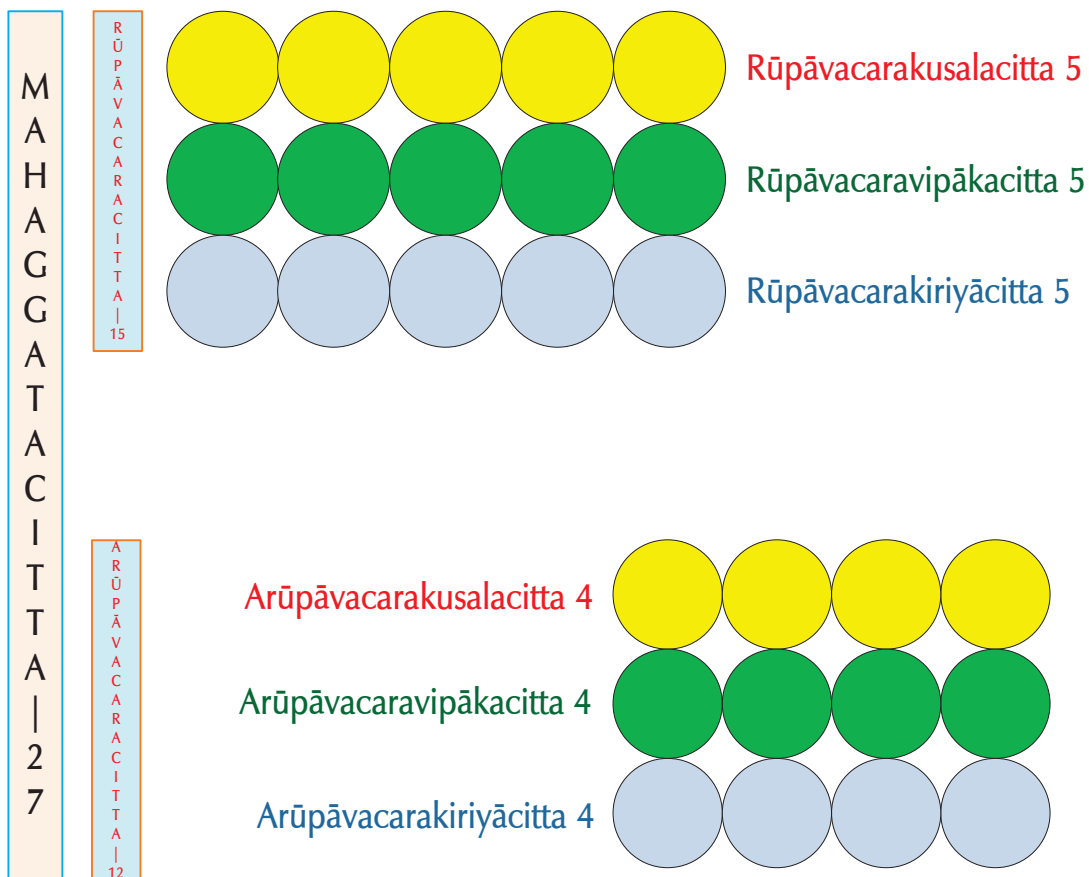 MAHAGGATACITTA|27
RŪPĀVACARACITTA|15
Rūpāvacarakusalacitta 5
Rūpāvacaravipākacitta 5
Rūpāvacarakiriyācitta 5
ARŪPĀVACARACITTA|12
Arūpāvacarakusalacitta 4
Arūpāvacaravipākacitta 4
Arūpāvacarakiriyācitta 4